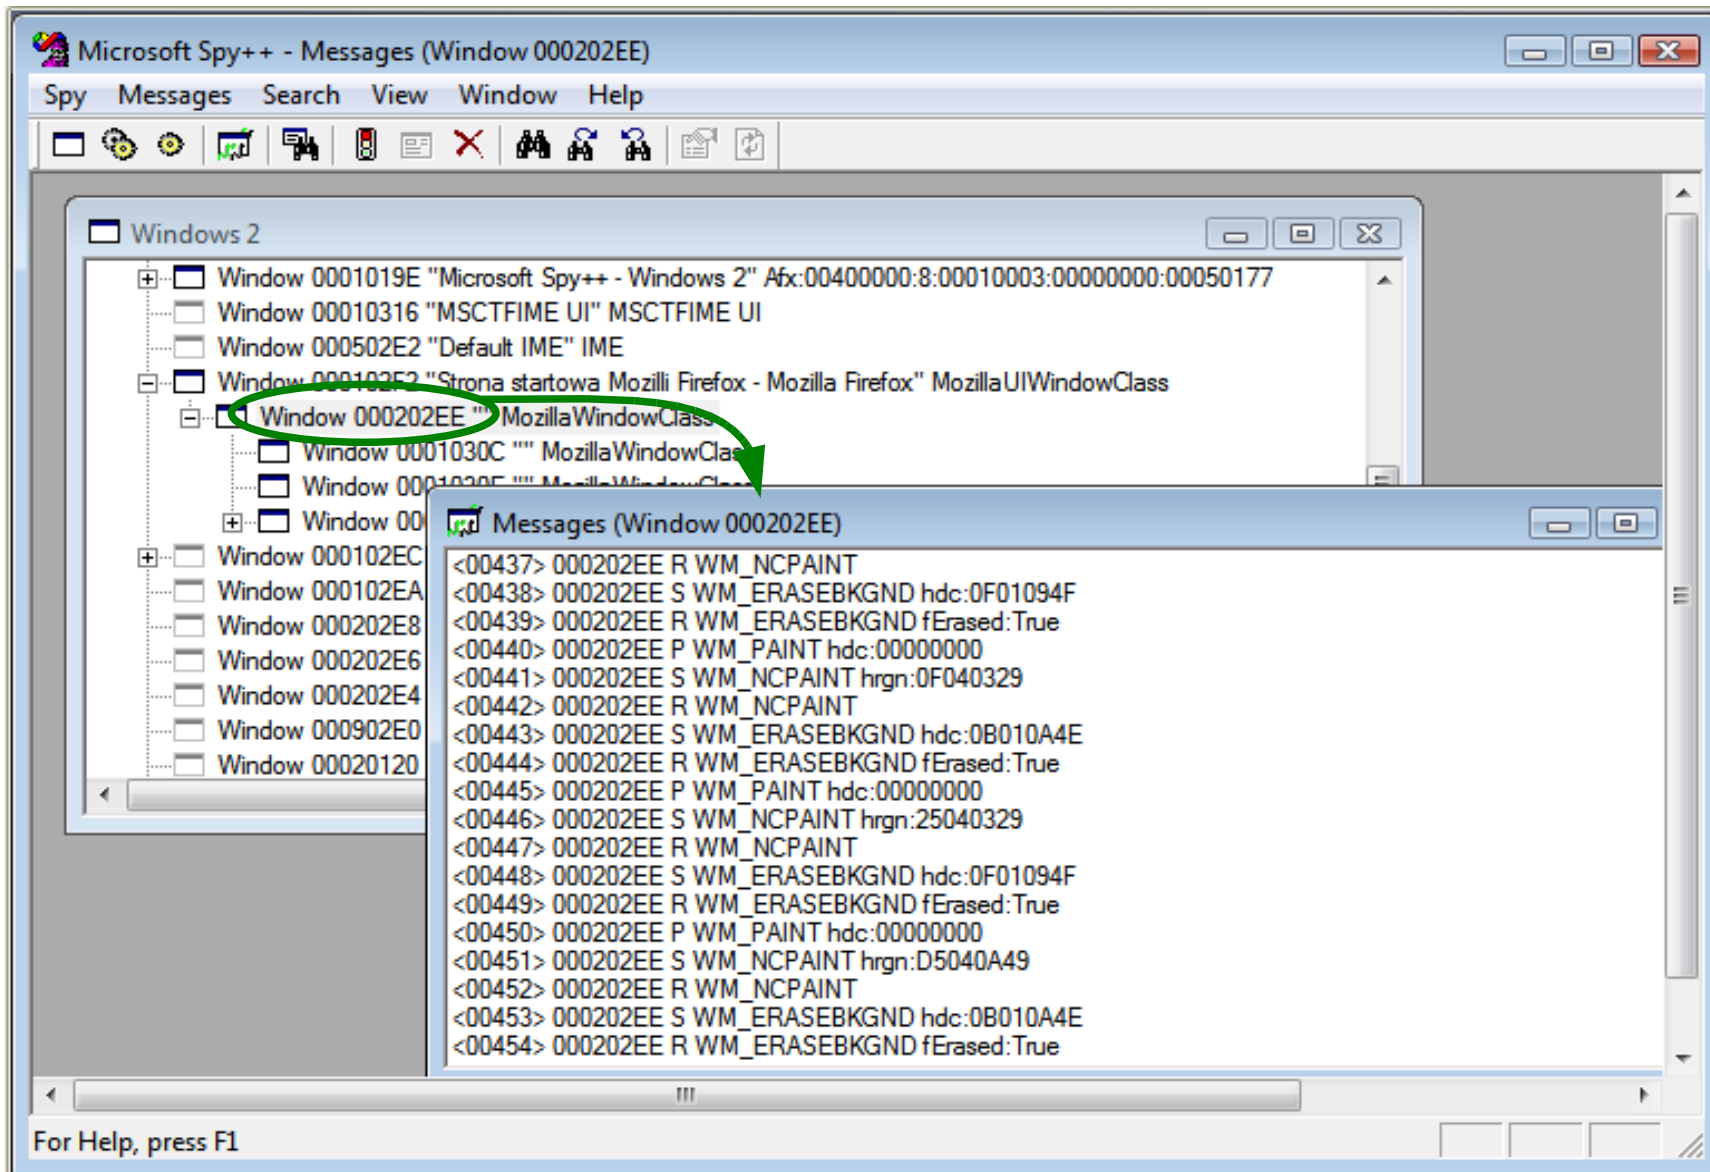 Microsoft Spy++ - Messages (Window 000202EE)
Spy Messages Search View Window Help
Windows 2
Window 0001019E "Microsoft Spy++ - Windows 2" Afx:00400000:8:00010003:00000000:00050177
Window 00010316 "MSCTFIME UI" MSCTFIME UI
Window 000502E2 "Default IME" IME
Window 000102F2 "Strona startowa Mozilli Firefox - Mozilla Firefox" MozillaUIWindowClass
Window 000202EE "" MozillaWindowClass
Window 0001030C "" MozillaWindowClass
Window
Window
Window 000102EC
Window 000102EA
Window 000202E8
Window 000202E6
Window 000202E4
Window 000902E0
Window 00020120
Messages (Window 000202EE)
<00437> 000202EE R WM_NCPAINT
<00438> 000202EE S WM_ERASEBKGND hdc:0F01094F
<00439> 000202EE R WM_ERASEBKGND fErased:True
<00440> 000202EE P WM_PAINT hdc:00000000
<00441> 000202EE S WM_NCPAINT hrgn:0F040329
<00442> 000202EE R WM_NCPAINT
<00443> 000202EE S WM_ERASEBKGND hdc:0B010A4E
<00444> 000202EE R WM_ERASEBKGND fErased:True
<00445> 000202EE P WM_PAINT hdc:00000000
<00446> 000202EE S WM_NCPAINT hrgn:25040329
<00447> 000202EE R WM_NCPAINT
<00448> 000202EE S WM_ERASEBKGND hdc:0F01094F
<00449> 000202EE R WM_ERASEBKGND fErased:True
<00450> 000202EE P WM_PAINT hdc:00000000
<00451> 000202EE S WM_NCPAINT hrgn:D5040A49
<00452> 000202EE R WM_NCPAINT
<00453> 000202EE S WM_ERASEBKGND hdc:0B010A4E
<00454> 000202EE R WM_ERASEBKGND fErased:True
For Help, press F1